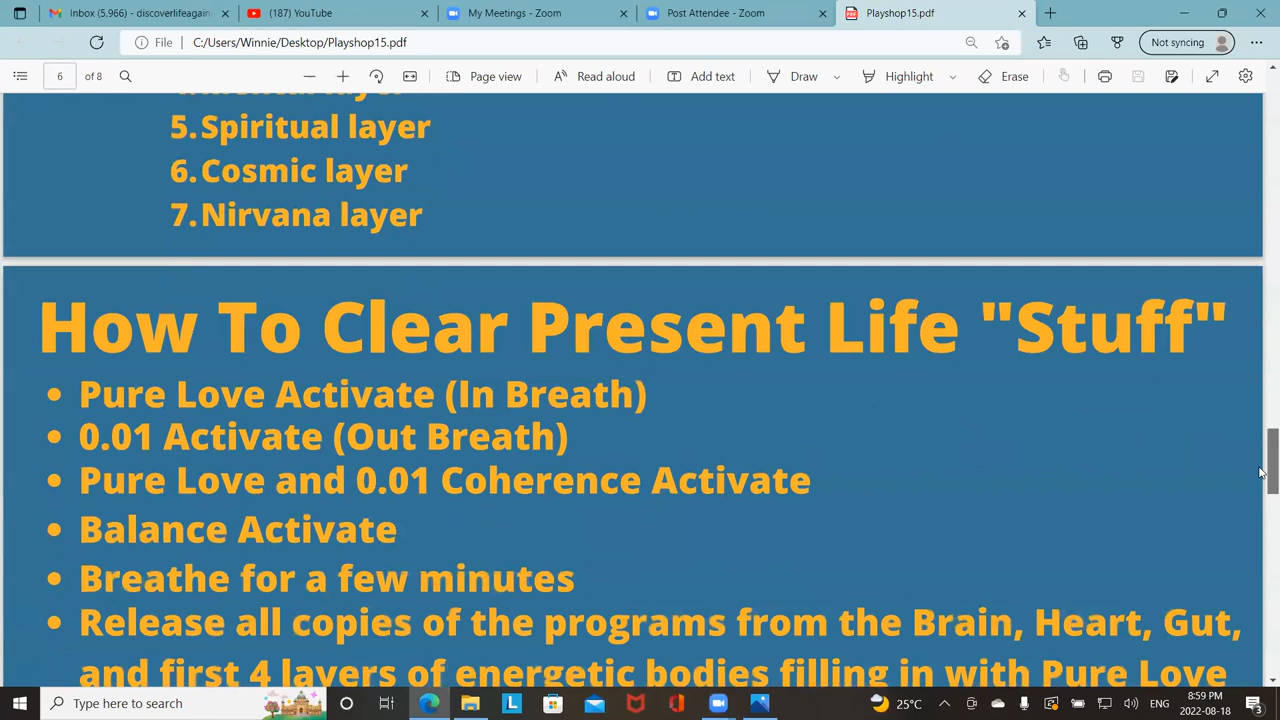 Inbox (5,966) - discoverlifeagain
(187) YouTube
My Meetings - Zoom
Post Attendee - Zoom
Playshop15.pdf
File
C:/Users/Winnie/Desktop/Playshop15.pdf
Not syncing
6 of 8
Page view
Read aloud
Add text
Draw
Highlight
Erase
5. Spiritual layer
6. Cosmic layer
7. Nirvana layer
How To Clear Present Life "Stuff"
• Pure Love Activate (In Breath)
• 0.01 Activate (Out Breath)
• Pure Love and 0.01 Coherence Activate
• Balance Activate
• Breathe for a few minutes
• Release all copies of the programs from the Brain, Heart, Gut,
and first 4 layers of energetic bodies filling in with Pure Love
Type here to search
25°C
ENG
8:59 PM
2022-08-18
3